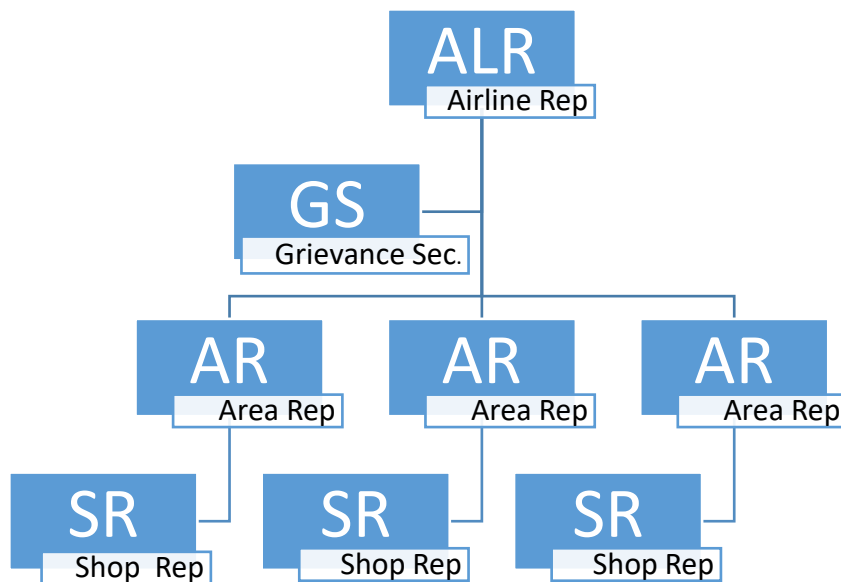 ALR
Airline Rep
GS
Grievance Sec.
AR
Area Rep
AR
Area Rep
AR
Area Rep
SR
Shop  Rep
SR
Shop Rep
SR
Shop Rep